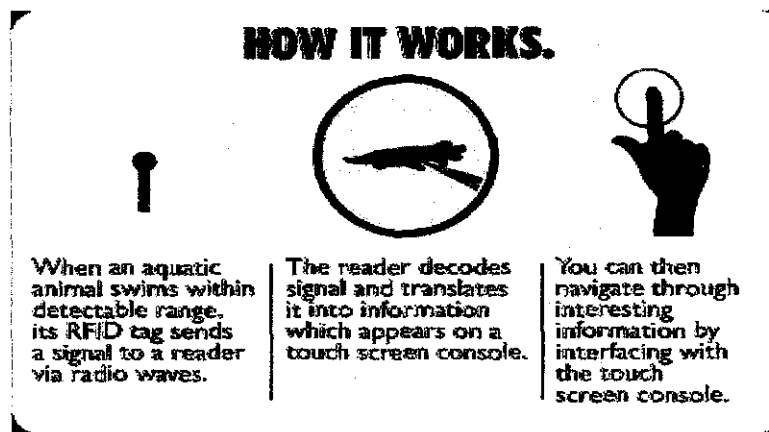 HOW IT WORKS.
When an aquatic
animal swims within
detectable range,
its RFID tag sends
a signal to a reader
via radio waves.
The reader decodes
signal and translates
it into information
which appears on a
touch screen console.
You can then
navigate through
interesting
information by
interfacing with
the touch
screen console.